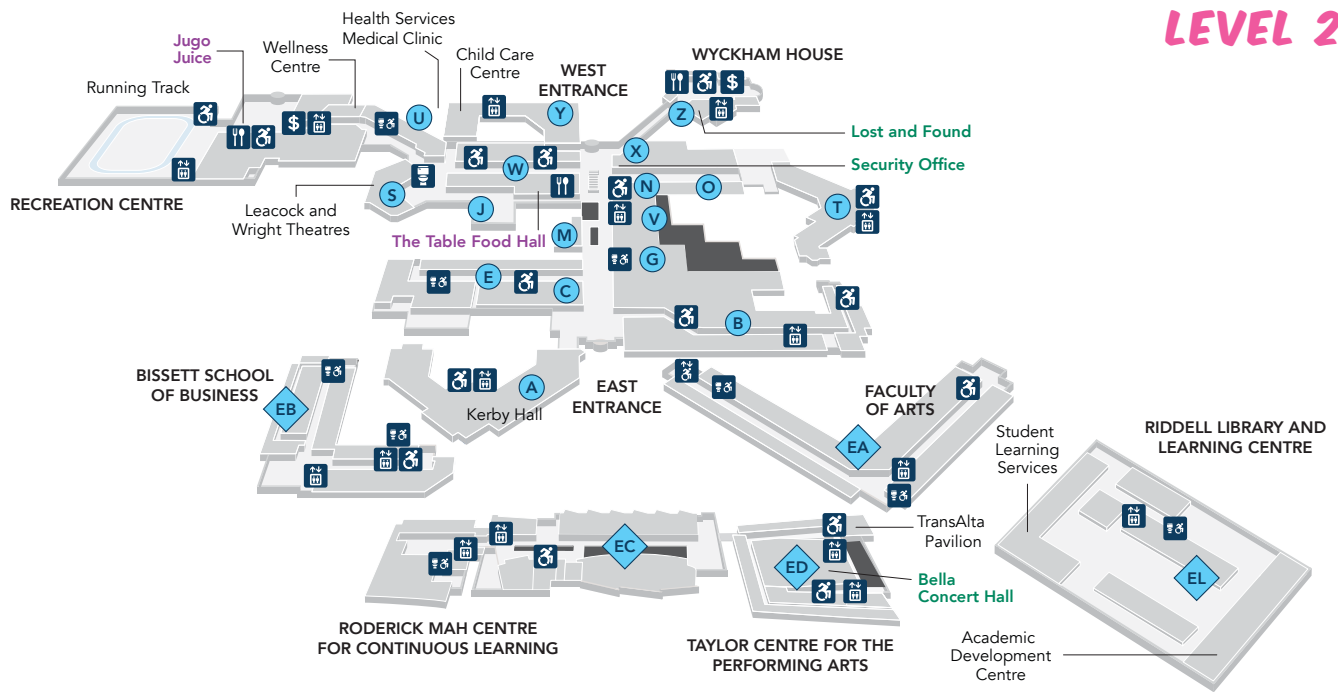 LEVEL 2
Health Services
Medical Clinic
Jugo
Juice
Wellness
Centre
Child Care
Centre
WEST
ENTRANCE
WYCKHAM HOUSE
Running Track
$
$
U
Y
Z
Lost and Found
Security Office
X
W
RECREATION CENTRE
S
N
O
T
Leacock and
Wright Theatres
J
V
The Table Food Hall
M
G
E
C
B
BISSETT SCHOOL
OF BUSINESS
EB
A
Kerby Hall
EAST
ENTRANCE
FACULTY
OF ARTS
EA
Student
Learning
Services
RIDDELL LIBRARY AND
LEARNING CENTRE
TransAlta
Pavilion
EC
ED
EL
Bella
Concert Hall
RODERICK MAH CENTRE
FOR CONTINUOUS LEARNING
TAYLOR CENTRE FOR THE
PERFORMING ARTS
Academic
Development
Centre